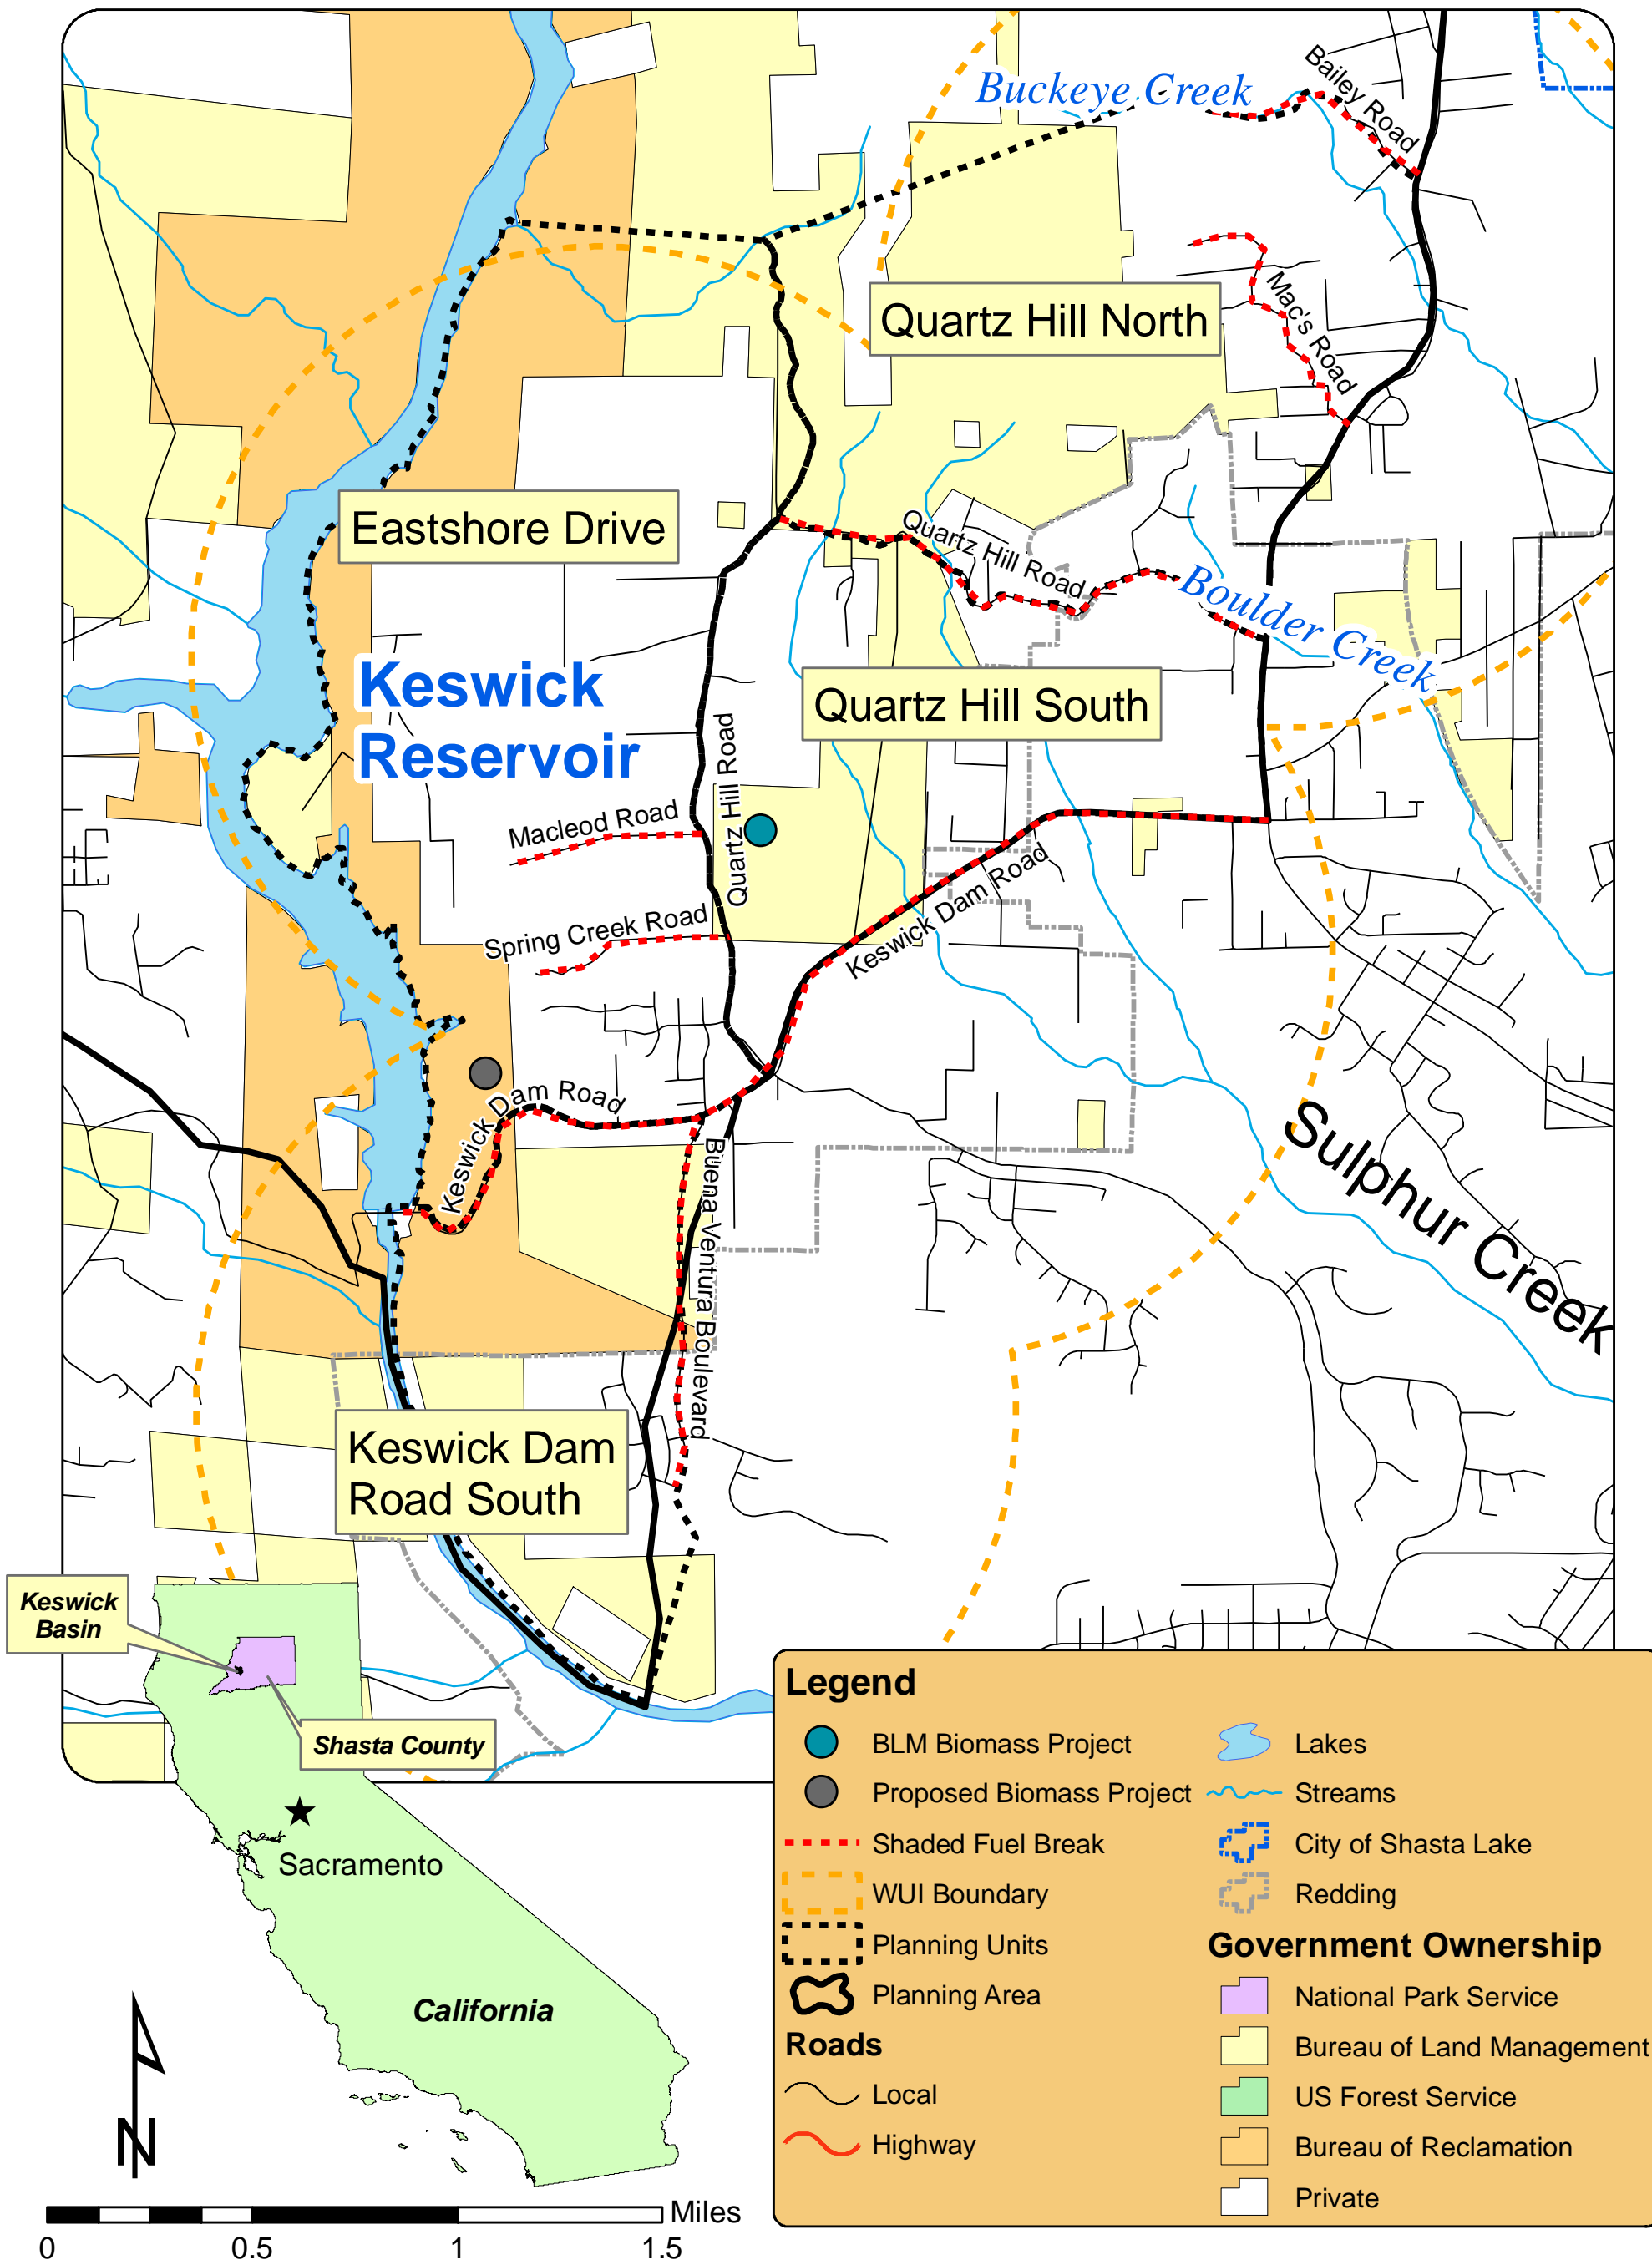 Buckeye Creek
Bailey Road
Mac's Road
Quartz Hill North
Eastshore Drive
Quartz Hill Road
Boulder Creek
Keswick
Reservoir
Quartz Hill South
Quartz Hill Road
Macleod Road
Keswick Dam Road
Spring Creek Road
Keswick Dam Road
Buena Ventura Boulevard
Sulphur Creek
Keswick Dam
Road South
Keswick
Basin
Shasta County
Sacramento
California
N
Miles
0 0.5 1 1.5
Legend
BLM Biomass Project
Proposed Biomass Project
Shaded Fuel Break
WUI Boundary
Planning Units
Planning Area
Roads
Local
Highway
Lakes
Streams
City of Shasta Lake
Redding
Government Ownership
National Park Service
Bureau of Land Management
US Forest Service
Bureau of Reclamation
Private